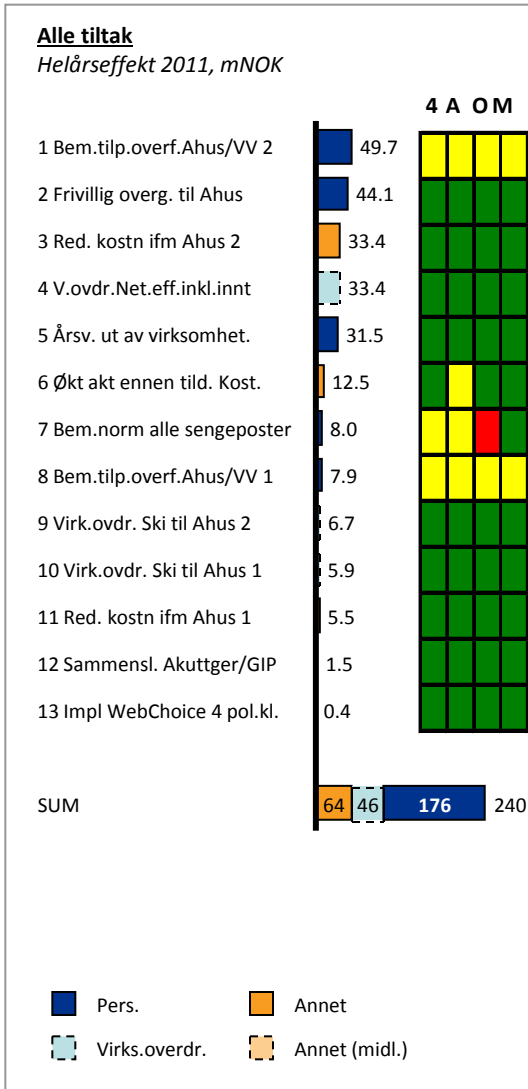 Alle tiltak
Helårseffekt 2011, mNOK
4 A O M
1 Bem.tilp.overf.Ahus/VV 2 49.7
2 Frivillig overg. til Ahus 44.1
3 Red. kostn ifm Ahus 2 33.4
4 V.ovdr.Net.eff.inkl.innt 33.4
5 Årsv. ut av virksomhet. 31.5
6 Økt akt ennen tild. Kost. 12.5
7 Bem.norm alle sengeposter 8.0
8 Bem.tilp.overf.Ahus/VV 1 7.9
9 Virk.ovdr. Ski til Ahus 2 6.7
10 Virk.ovdr. Ski til Ahus 1 5.9
11 Red. kostn ifm Ahus 1 5.5
12 Sammensl. Akuttger/GIP 1.5
13 Impl WebChoice 4 pol.kl. 0.4
SUM 64 46 176 240
Pers. Annet
Virks.overdr. Annet (midl.)